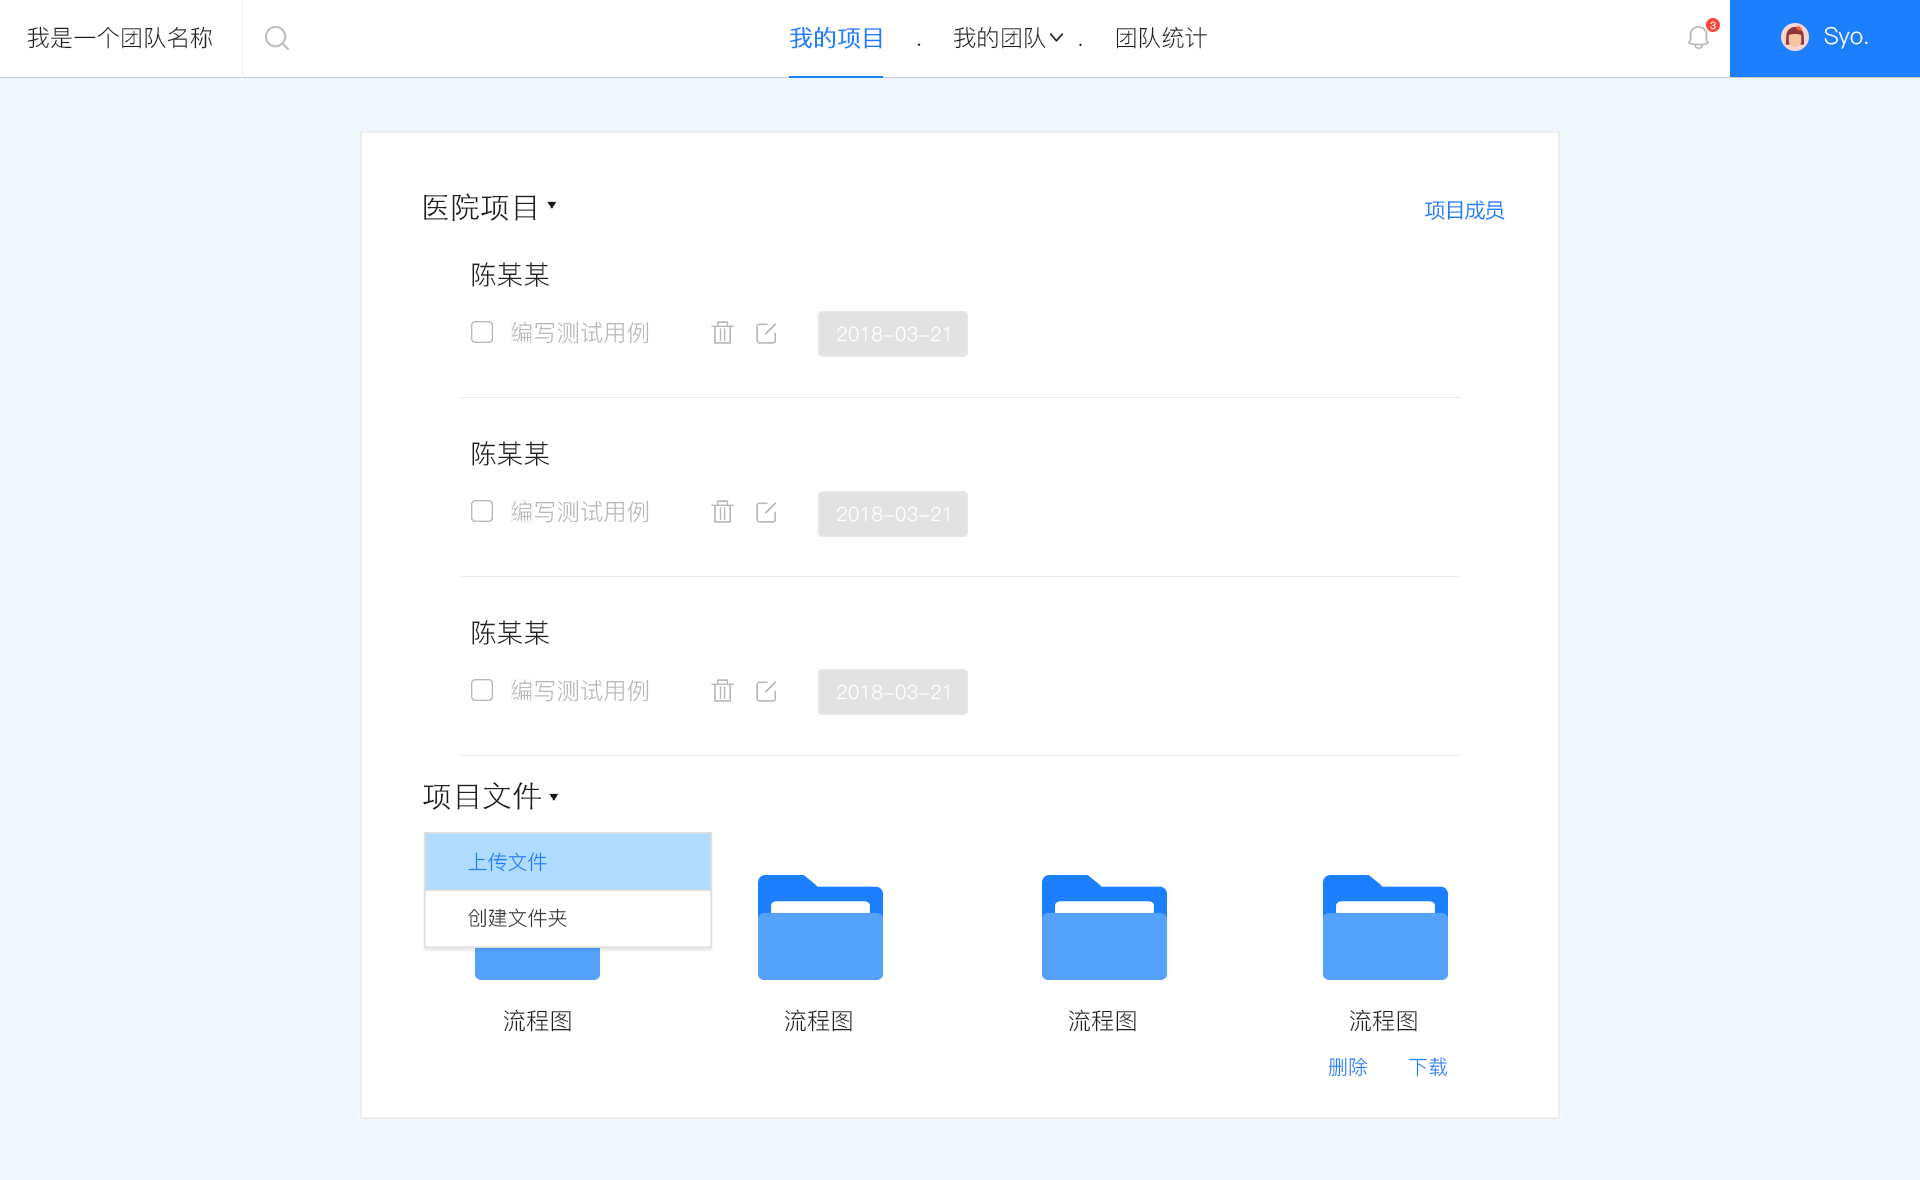 我是一个团队名称
我的项目 . 我的团队 . 团队统计
3
Syo.
医院项目
项目成员
陈某某
编写测试用例 2018-03-21
陈某某
编写测试用例 2018-03-21
陈某某
编写测试用例 2018-03-21
项目文件
上传文件
创建文件夹
流程图 流程图 流程图 流程图
删除 下载